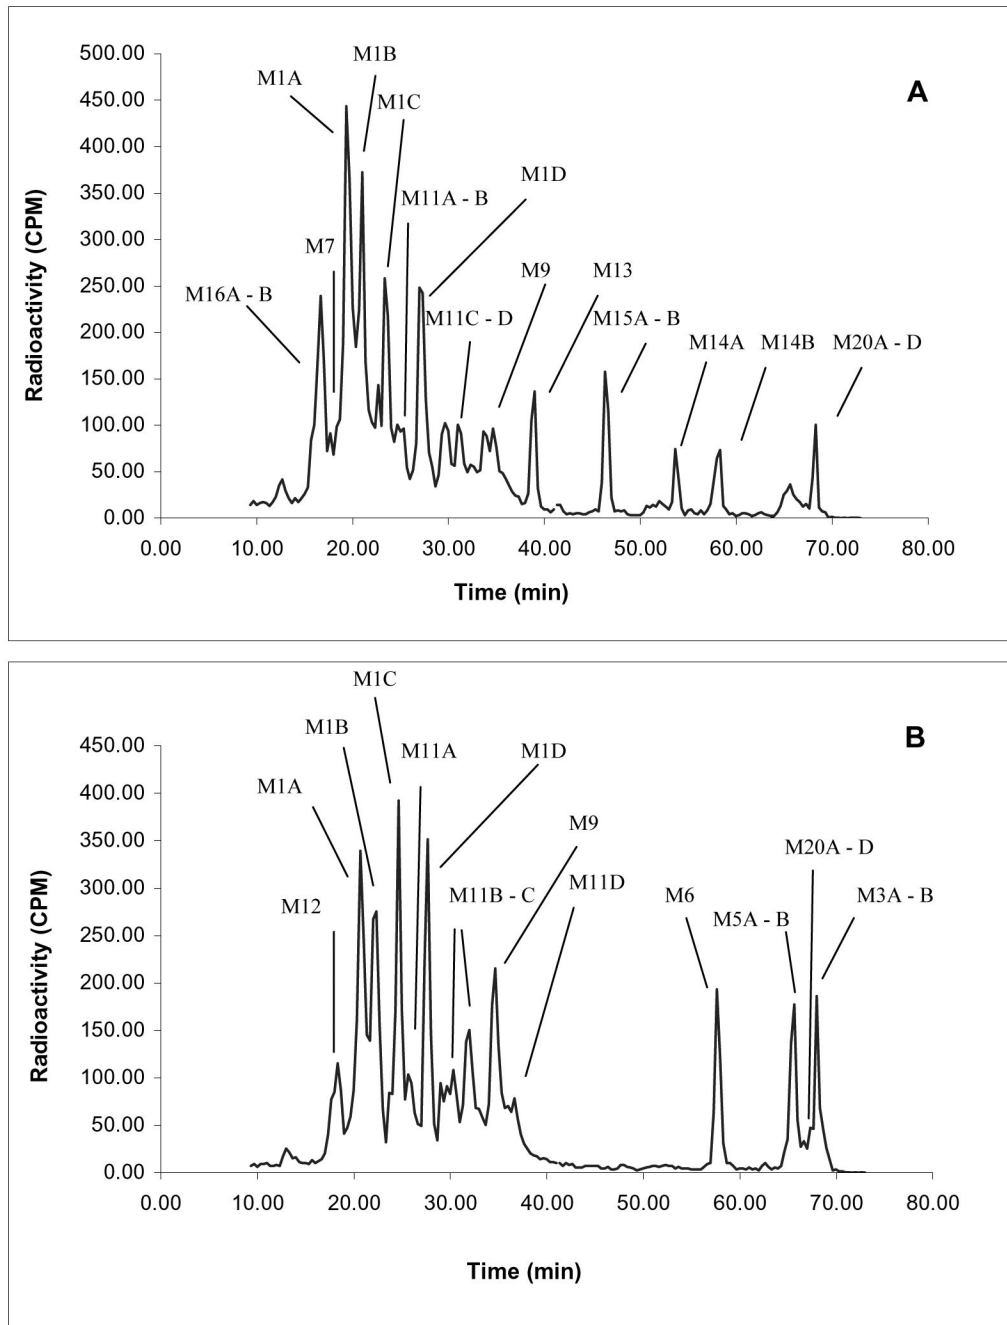 500.00
M1B
M1A
A
450.00
M1C
400.00
350.00
M1D
M11A - B
300.00
M7
250.00
M9
M13
M16A - B
M11C - D
M15A - B
200.00
M14A
M14B
M20A - D
150.00
100.00
50.00
0.00
Radioactivity (CPM)
0.00 10.00 20.00 30.00 40.00 50.00 60.00 70.00 80.00
Time (min)
M1C
M1B
B
450.00
M11A
M1D
M1A
400.00
350.00
M9
M20A - D
300.00
M11D
M12
M11B - C
M6
M3A - B
M5A - B
250.00
200.00
150.00
100.00
50.00
0.00
Radioactivity (CPM)
0.00 10.00 20.00 30.00 40.00 50.00 60.00 70.00 80.00
Time (min)